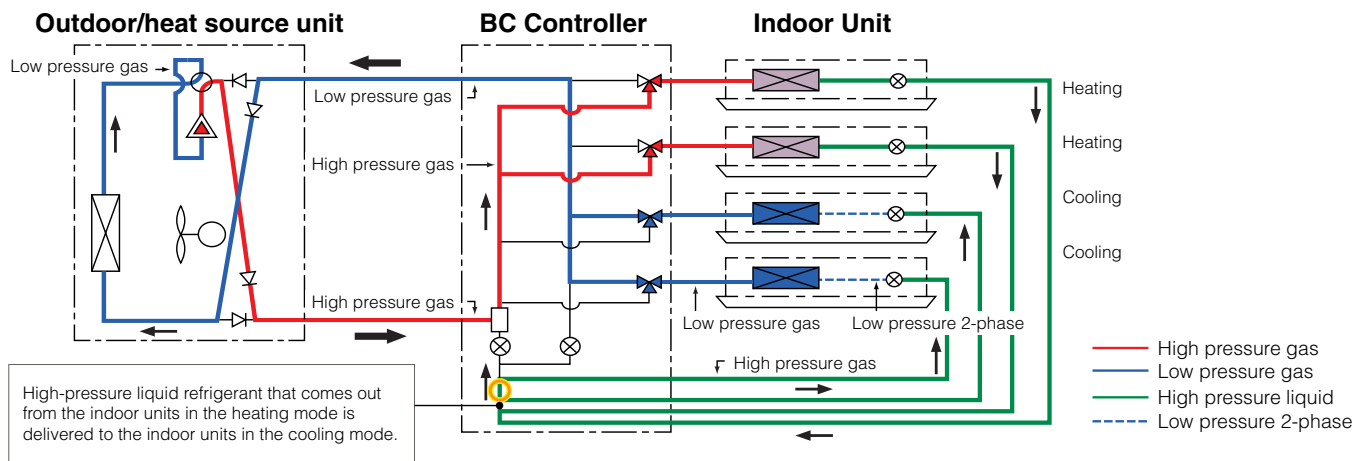 Outdoor/heat source unit
BC Controller
Indoor Unit
Low pressure gas
Low pressure gas
High pressure gas
High pressure gas
Heating
Heating
Cooling
Cooling
Low pressure gas
Low pressure 2-phase
High pressure gas
High-pressure liquid refrigerant that comes out
from the indoor units in the heating mode is
delivered to the indoor units in the cooling mode.
High pressure gas
Low pressure gas
High pressure liquid
Low pressure 2-phase